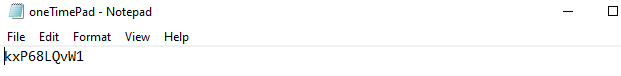 oneTimePad - Notepad
File Edit Format View Help
kxP68LQvW1